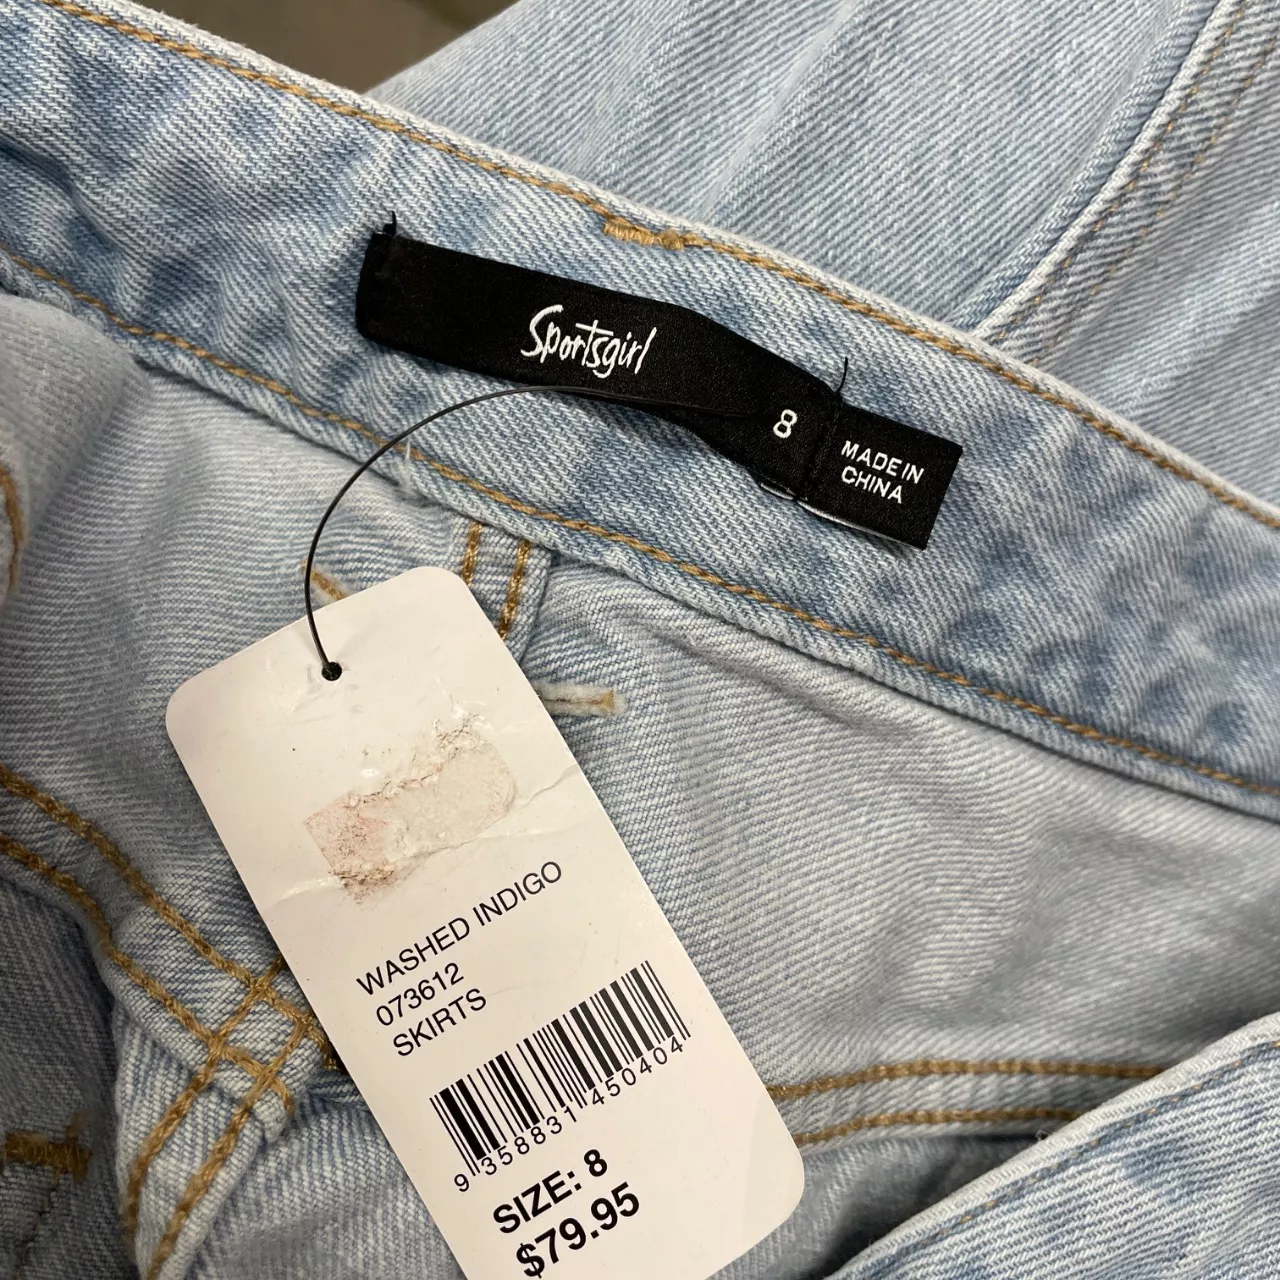 Sportsgirl
8
MADE IN
CHINA
WASHED INDIGO
073612
SKIRTS
9 358831 450404
SIZE: 8
$79.95